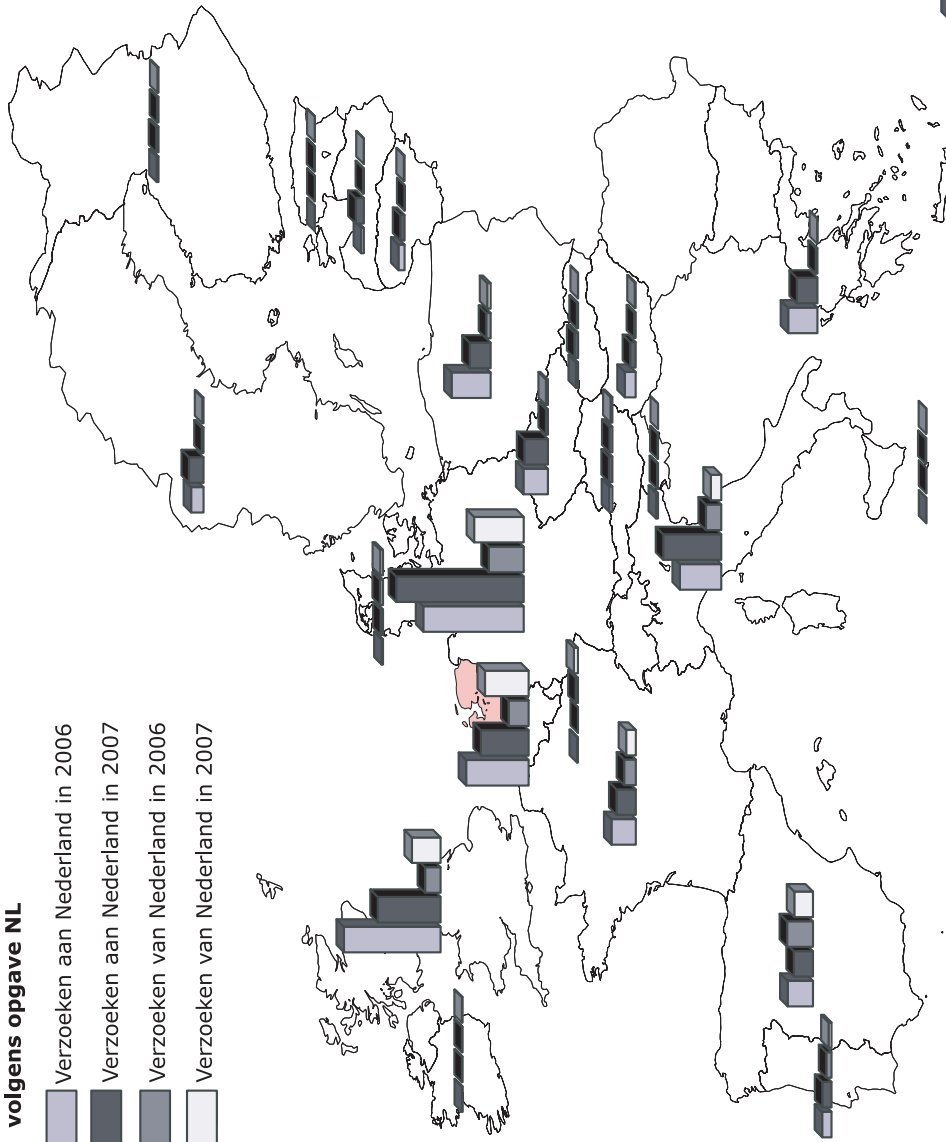 volgens opgave NL
Verzoeken aan Nederland in 2006
Verzoeken aan Nederland in 2007
Verzoeken van Nederland in 2006
Verzoeken van Nederland in 2007